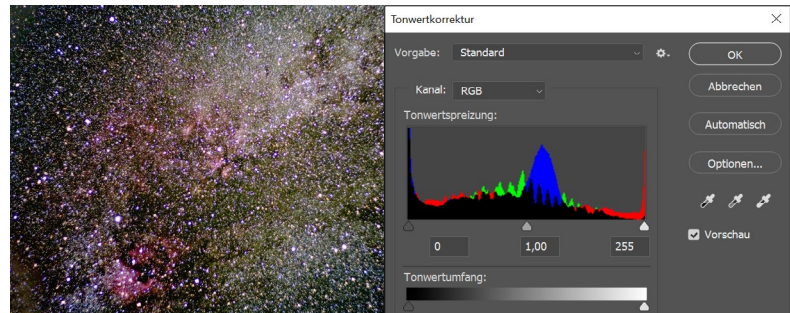 Tonwertkorrektur
Vorgabe: Standard
OK
Abbrechen
Automatisch
Optionen...
Vorschau
Kanal: RGB
Tonwertspreizung:
0 1,00 255
Tonwertumfang: